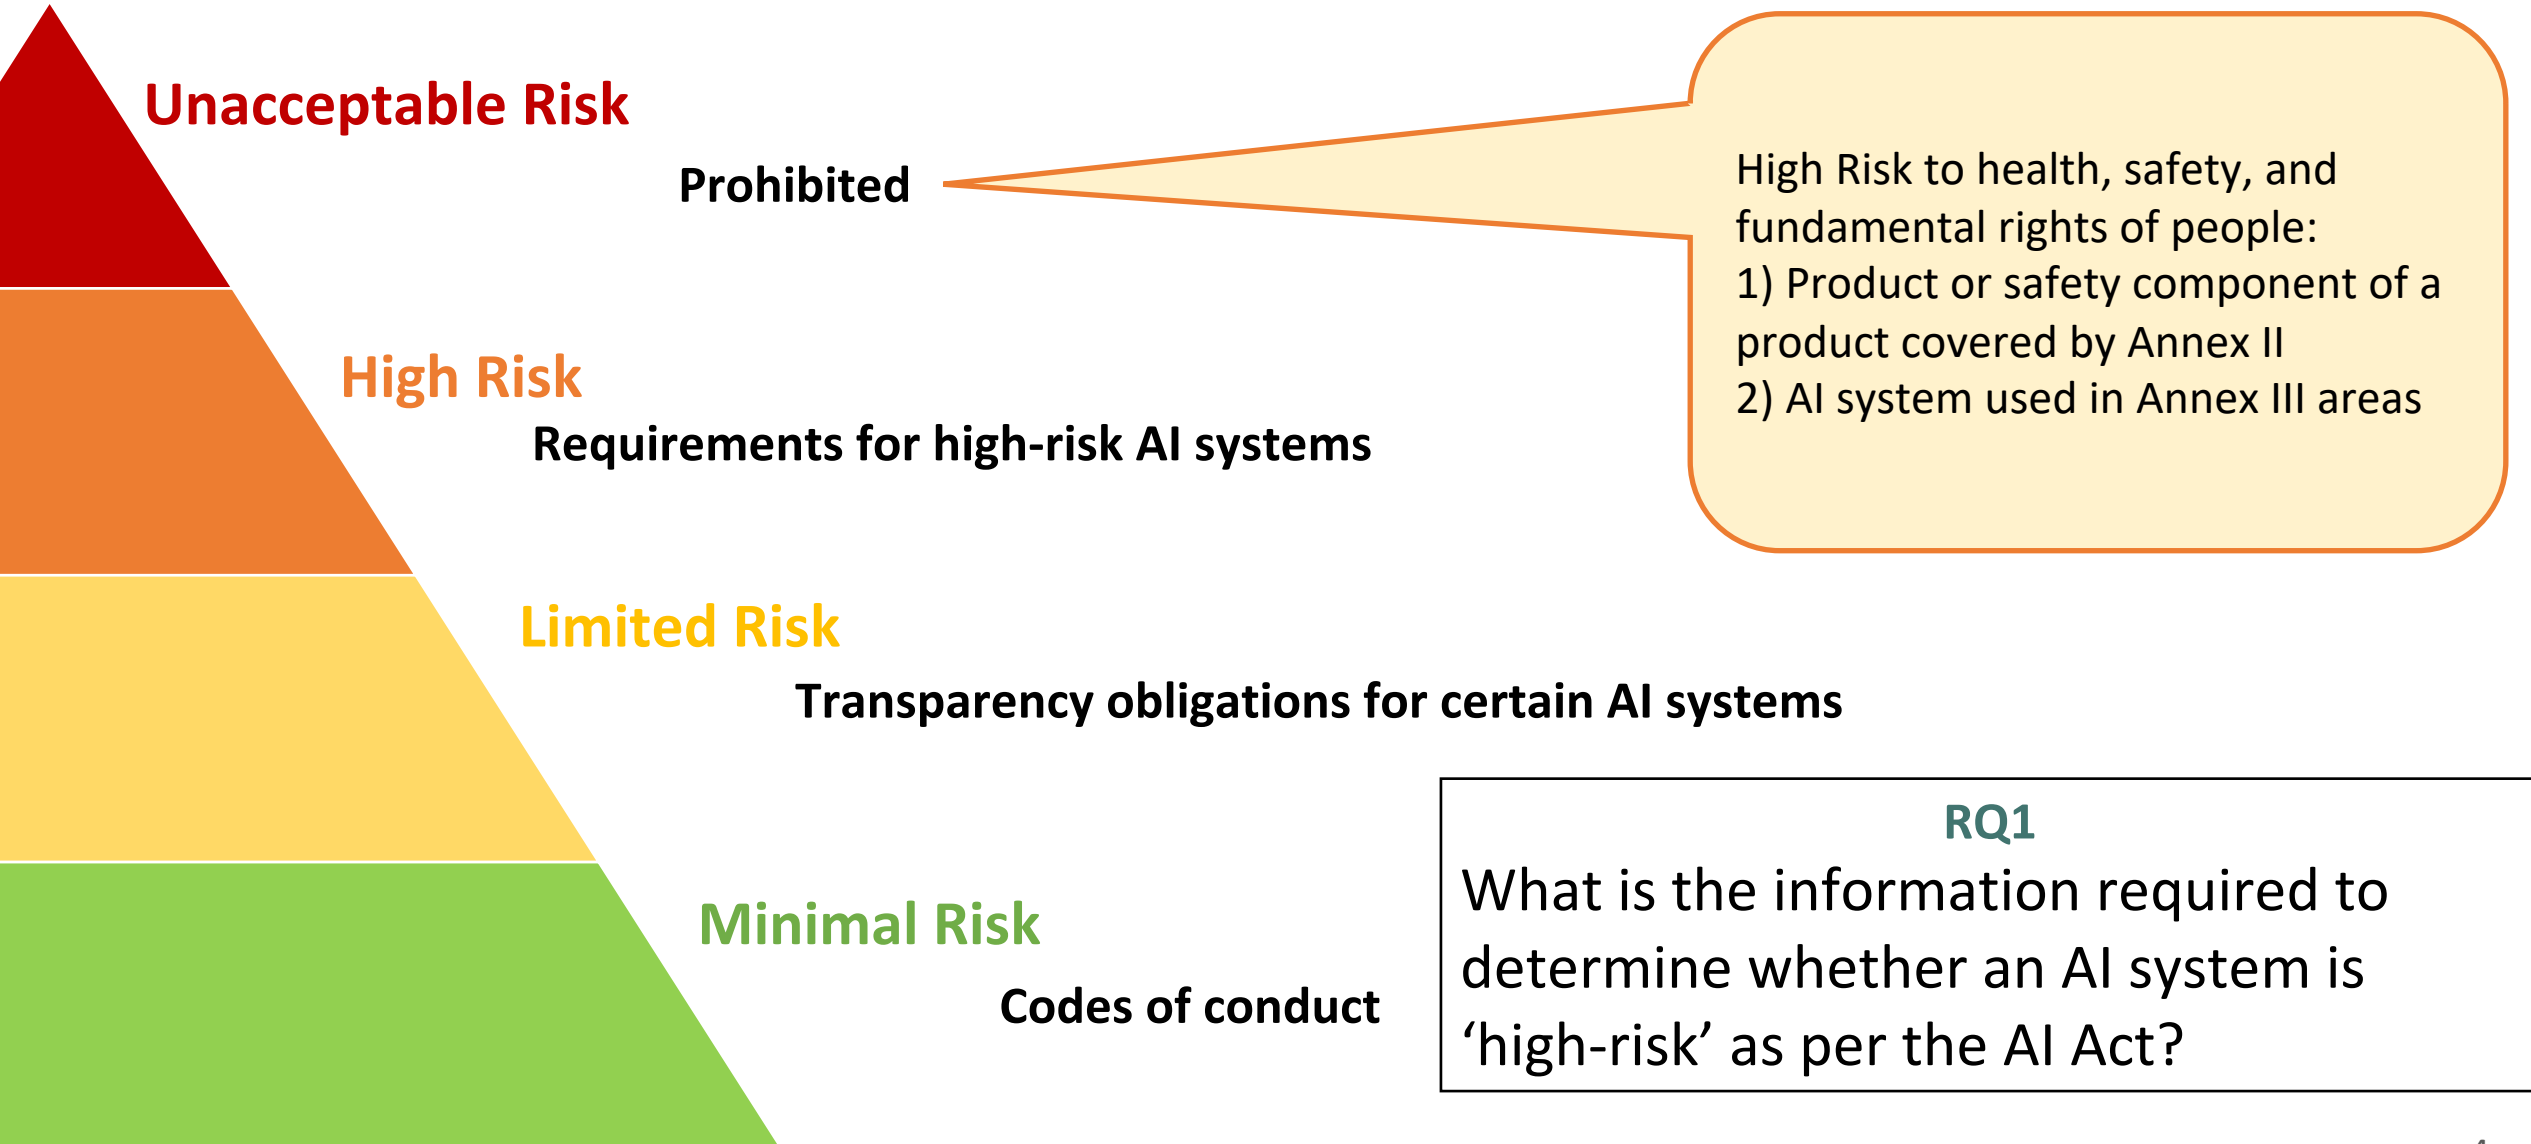 Unacceptable Risk
Prohibited
High Risk to health, safety, and
fundamental rights of people:
1) Product or safety component of a
product covered by Annex II
2) AI system used in Annex III areas
High Risk
Requirements for high-risk AI systems
Limited Risk
Transparency obligations for certain AI systems
Minimal Risk
Codes of conduct
RQ1
What is the information required to
determine whether an AI system is
‘high-risk’ as per the AI Act?